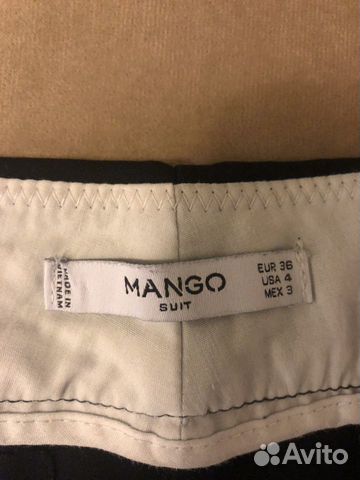 MADE IN
VIETNAM
MANGO
SUIT
EUR 36
USA 4
MEX 3
Avito